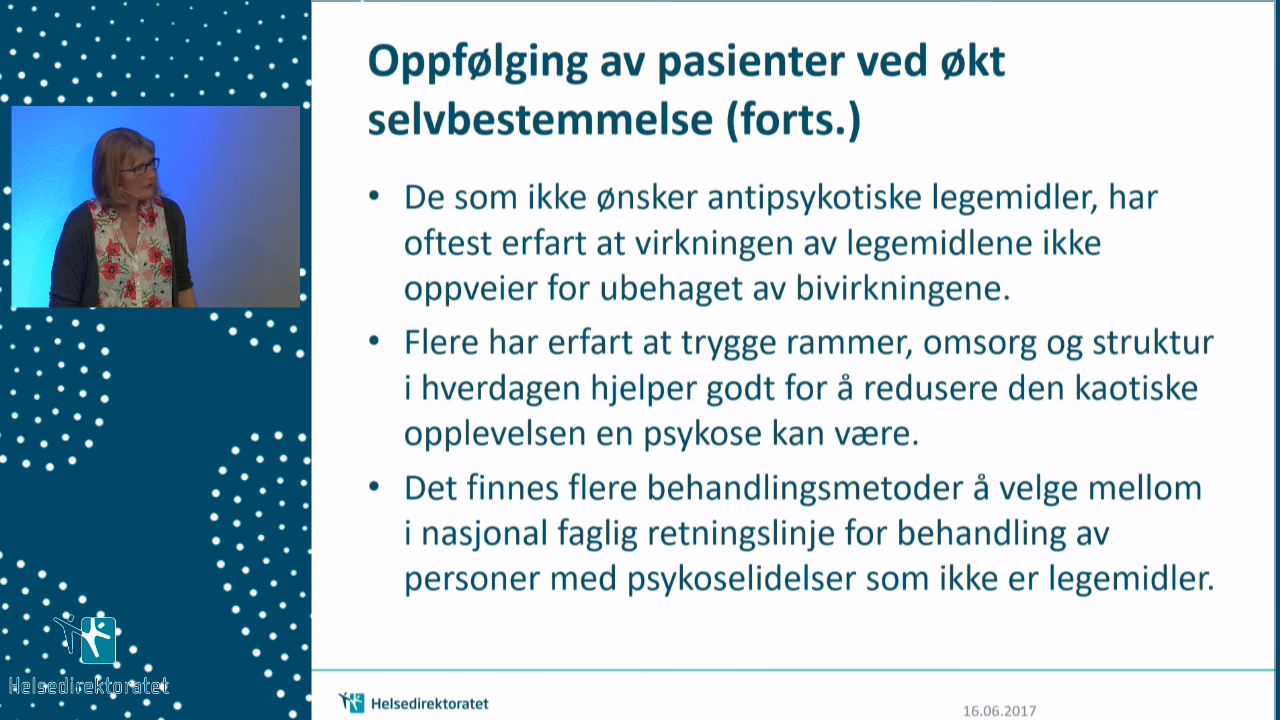 Oppfølging av pasienter ved økt
selvbestemmelse (forts.)
• De som ikke ønsker antipsykotiske legemidler, har
oftest erfart at virkningen av legemidlene ikke
oppveier for ubehaget av bivirkningene.
• Flere har erfart at trygge rammer, omsorg og struktur
i hverdagen hjelper godt for å redusere den kaotiske
opplevelsen en psykose kan være.
• Det finnes flere behandlingsmetoder å velge mellom
i nasjonal faglig retningslinje for behandling av
personer med psykoselidelser som ikke er legemidler.
Helsedirektoratet
Helsedirektoratet
16.06.2017